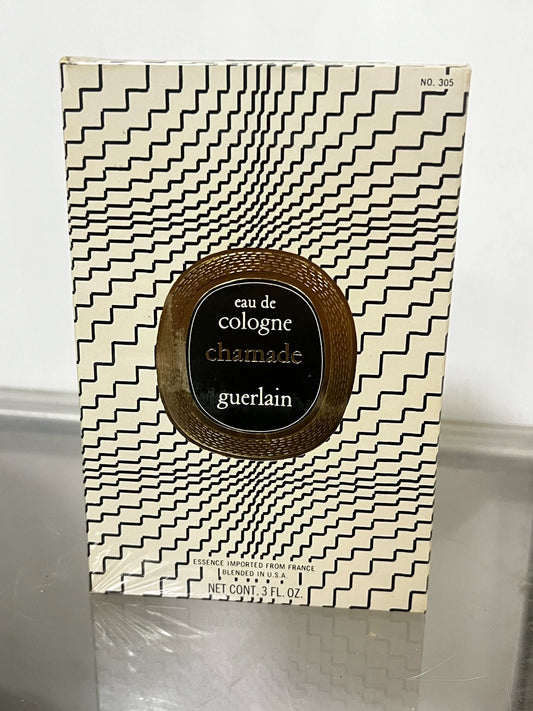 NO. 305
eau de
cologne
chamade
guerlain
ESSENCE IMPORTED FROM FRANCE
BLENDED IN U.S.A.
NET CONT. 3 FL. OZ.